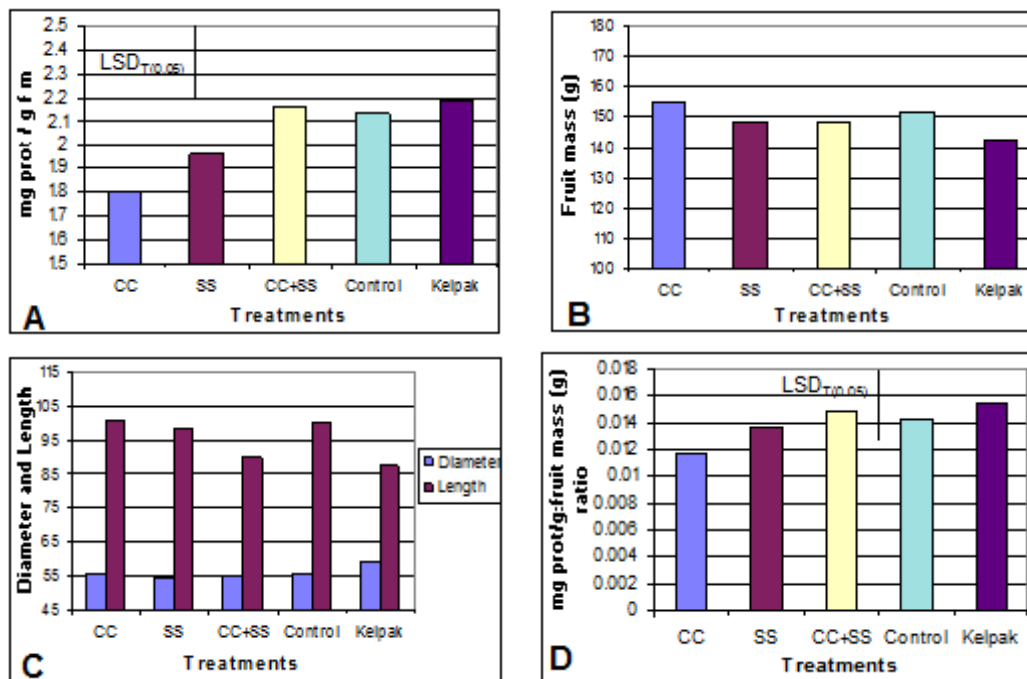 mg prot / g f m
2.5
2.4
2.3
2.2
2.1
2
1.9
1.8
1.7
1.6
1.5
LSDT(0.05)
CC SS CC+SS Control Kelpak
Treatments
A
Fruit mass (g)
180
170
160
150
140
130
120
110
100
CC SS CC+SS Control Kelpak
Treatments
B
Diameter and Length
115
105
95
85
75
65
55
45
Diameter
Length
CC SS CC+SS Control Kelpak
Treatments
C
mg prot/g:fruit mass (g)
ratio
0.018
0.016
0.014
0.012
0.01
0.008
0.006
0.004
0.002
0
LSDT(0.05)
CC SS CC+SS Control Kelpak
Treatments
D